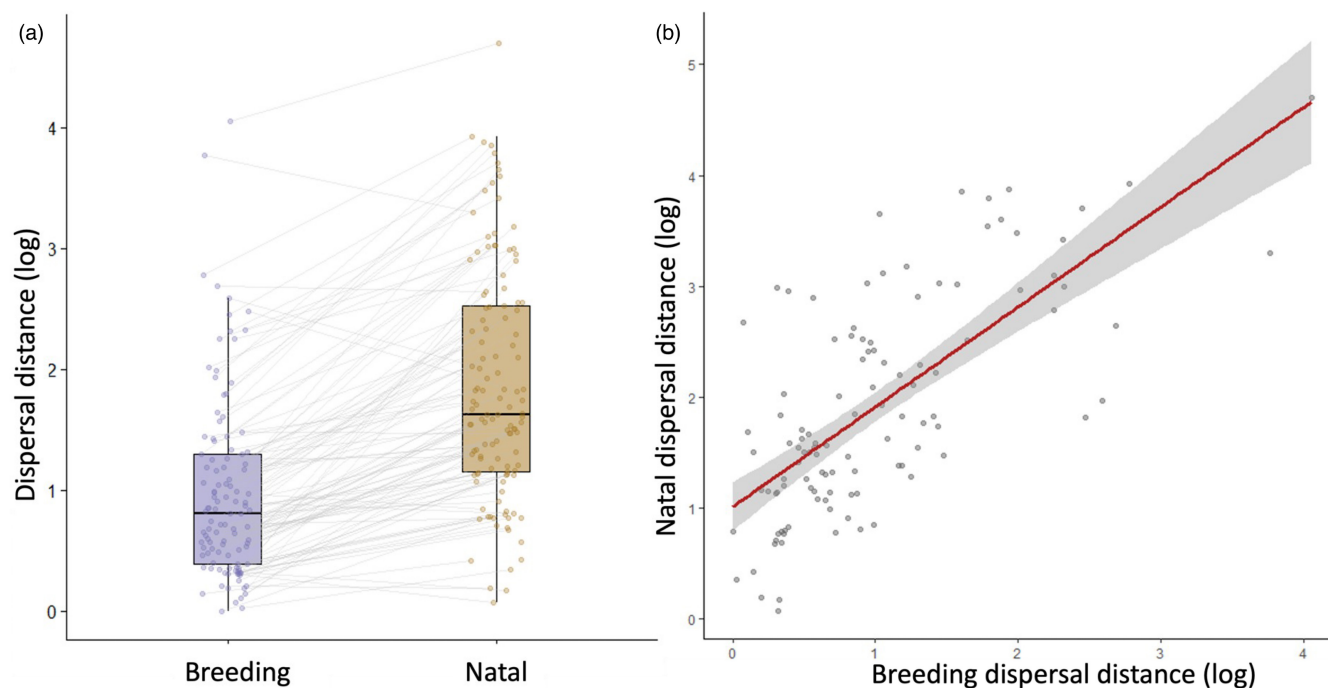 (a)
Dispersal distance (log)
4
3
2
1
0
Breeding
Natal
(b)
Natal dispersal distance (log)
5
4
3
2
1
0
0
1
2
3
4
Breeding dispersal distance (log)